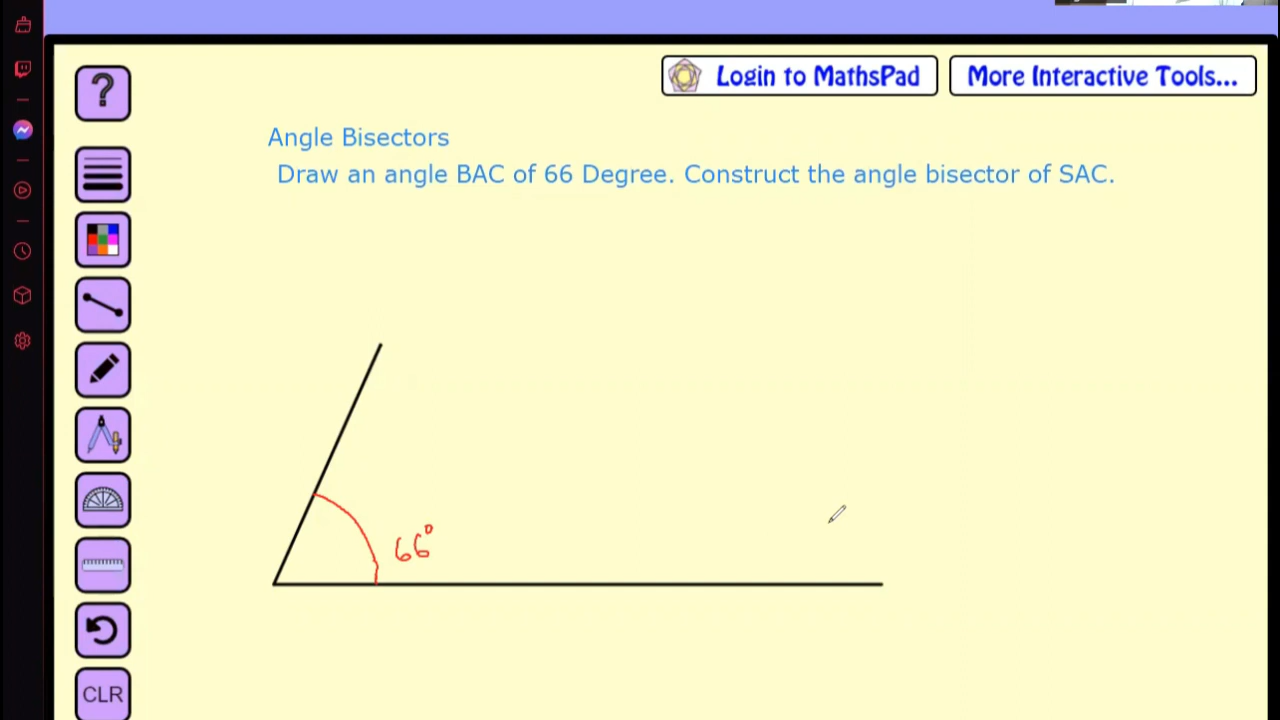 Login to MathsPad
More Interactive Tools...
?
Angle Bisectors
Draw an angle BAC of 66 Degree. Construct the angle bisector of SAC.
66°
CLR